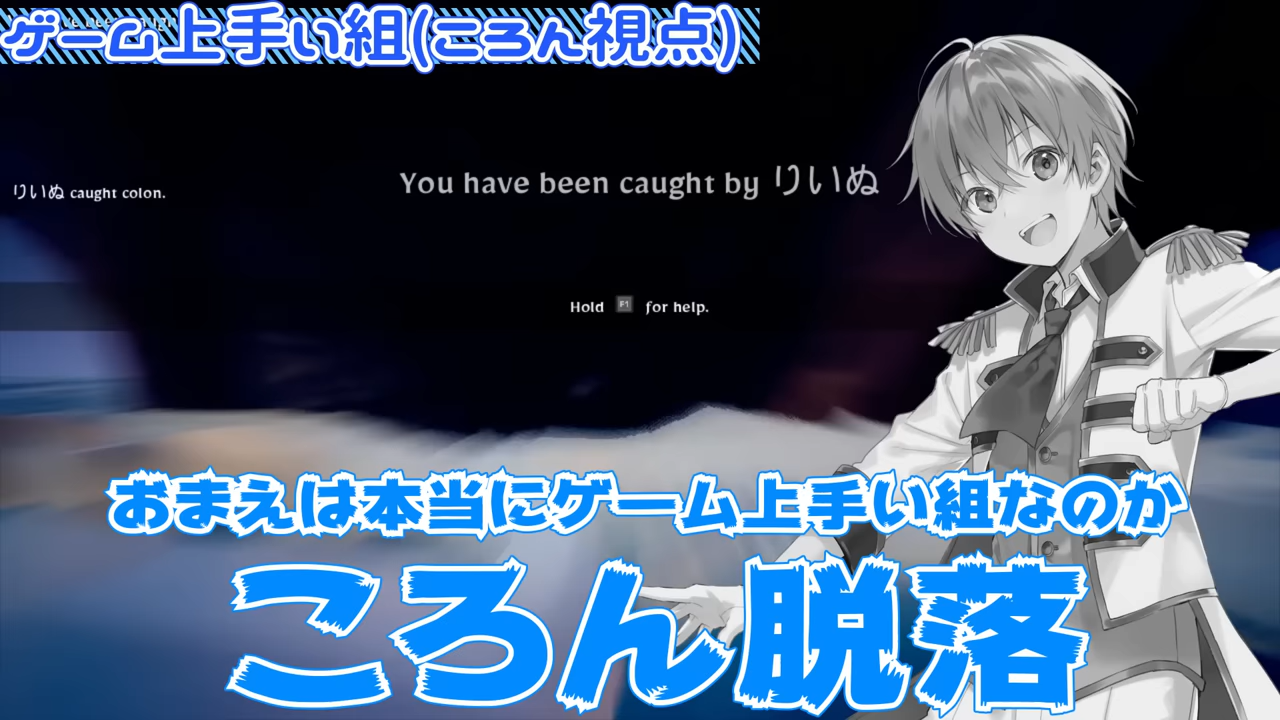 ゲーム上手い組(ころん視点)
You have been caught by りいぬ
りいぬ caught colon.
Hold F1 for help.
おまえは本当にゲーム上手い組なのか
ころん脱落